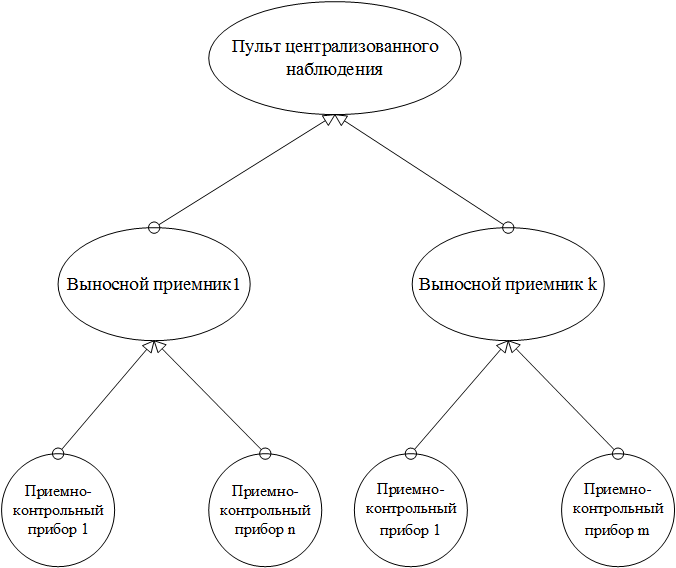 Пульт централизованного
наблюдения
Выносной приемник1
Выносной приемник k
Приемно-
контрольный
прибор 1
Приемно-
контрольный
прибор n
Приемно-
контрольный
прибор 1
Приемно-
контрольный
прибор m